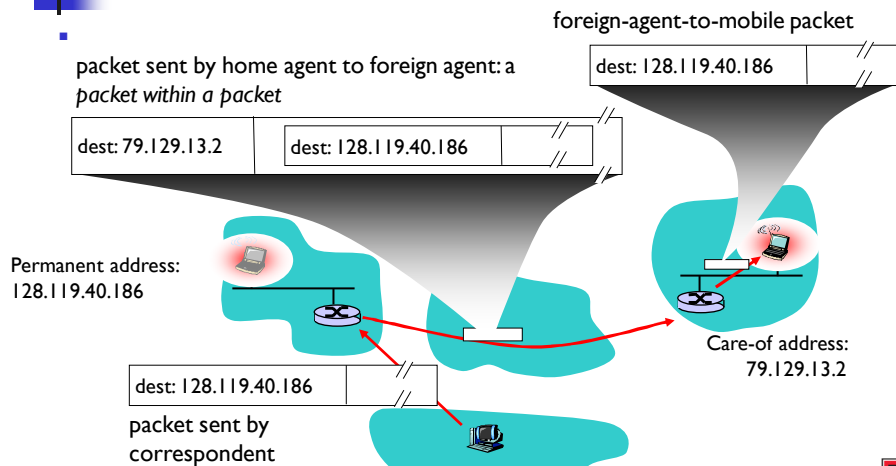 foreign-agent-to-mobile packet
packet sent by home agent to foreign agent: a
packet within a packet
dest: 128.119.40.186
dest: 79.129.13.2
dest: 128.119.40.186
Permanent address:
128.119.40.186
Care-of address:
79.129.13.2
dest: 128.119.40.186
packet sent by
correspondent